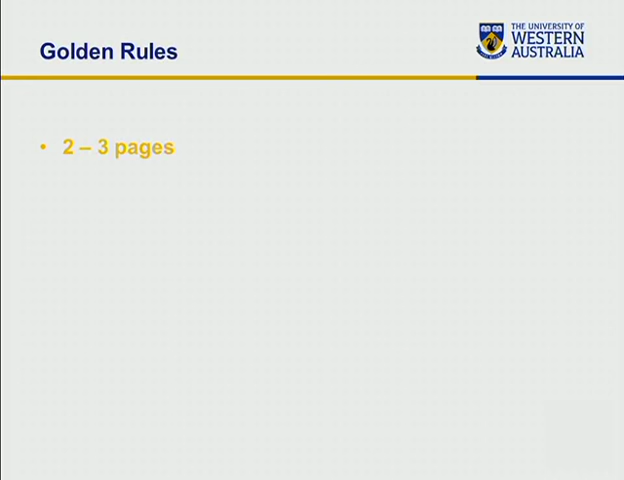 Golden Rules
THE UNIVERSITY OF
WESTERN
AUSTRALIA
• 2 – 3 pages